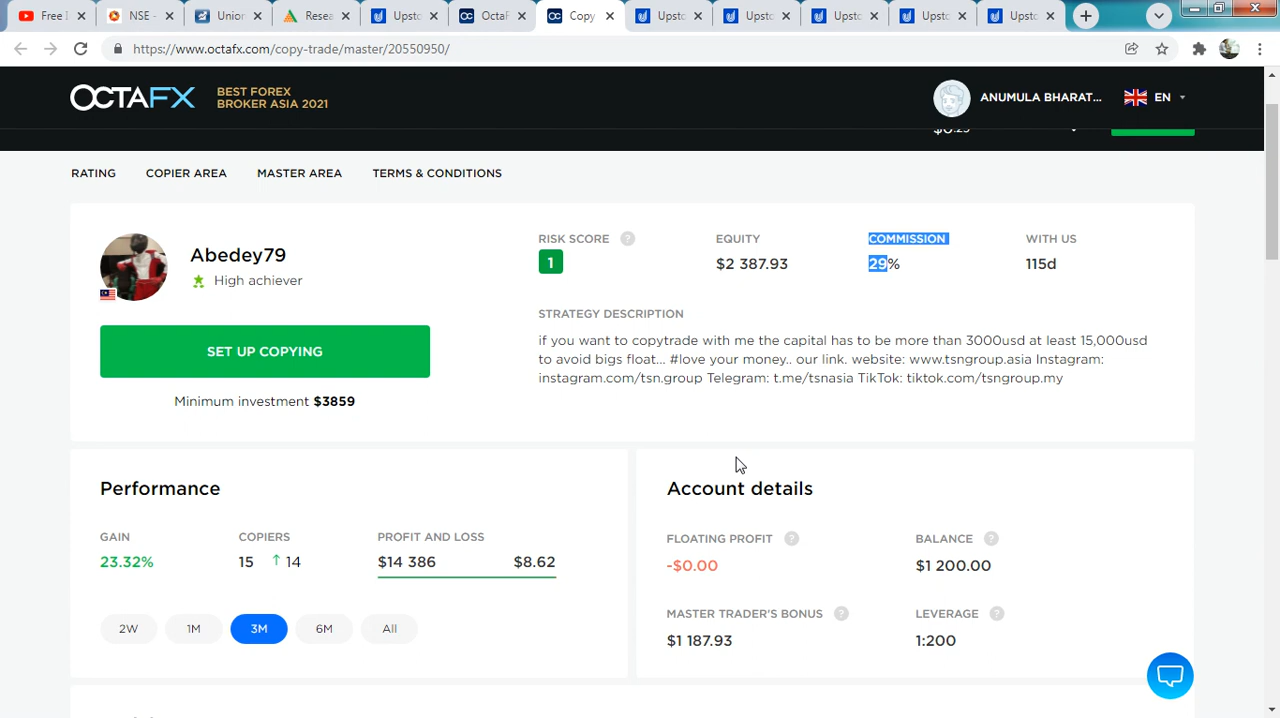 Free
NSE -
Union
Resea
Upsto
OctaF
Copy
Upsto
Upsto
Upsto
Upsto
Upsto
https://www.octafx.com/copy-trade/master/20550950/
OCTAFX
BEST FOREX
BROKER ASIA 2021
ANUMULA BHARAT...
EN
RATING
COPIER AREA
MASTER AREA
TERMS & CONDITIONS
Abedey79
High achiever
SET UP COPYING
Minimum investment $3859
RISK SCORE ?
EQUITY
COMMISSION
WITH US
1
$2 387.93
29%
115d
STRATEGY DESCRIPTION
if you want to copytrade with me the capital has to be more than 3000usd at least 15,000usd
to avoid bigs float... #love your money.. our link. website: www.tsngroup.asia Instagram:
instagram.com/tsn.group Telegram: t.me/tsnasia TikTok: tiktok.com/tsngroup.my
Performance
GAIN
COPIERS
PROFIT AND LOSS
23.32%
15 ↑ 14
$14 386
$8.62
2W
1M
3M
6M
All
Account details
FLOATING PROFIT ?
BALANCE ?
-$0.00
$1 200.00
MASTER TRADER'S BONUS ?
LEVERAGE ?
$1 187.93
1:200